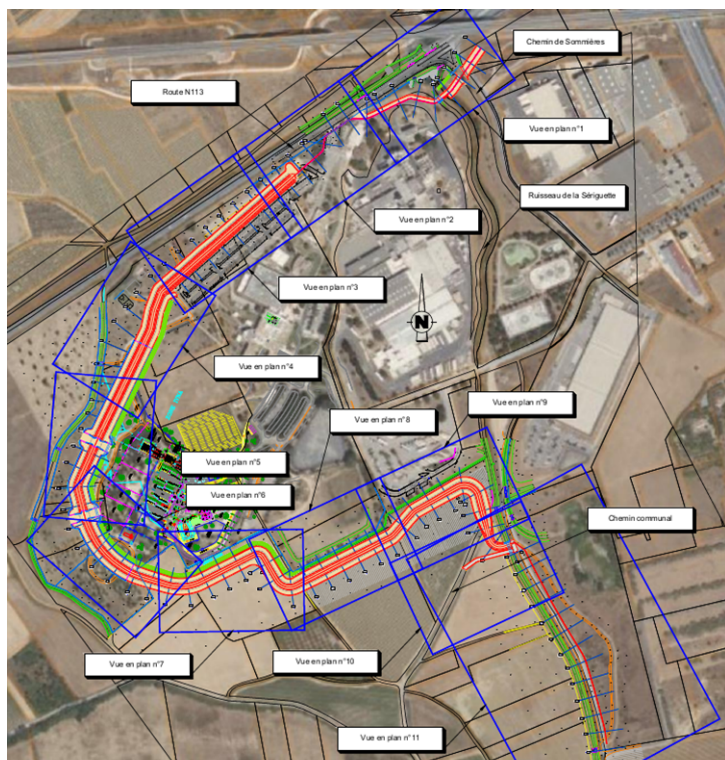 Chemin de Sommières
Route N113
Vue en plan n°1
Ruisseau de la Sériguette
Vue en plan n°2
Vue en plan n°3
N
Vue en plan n°4
Vue en plan n°9
Vue en plan n°8
Vue en plan n°5
Vue en plan n°6
Chemin communal
Vue en plan n°7
Vue en plan n°10
Vue en plan n°11